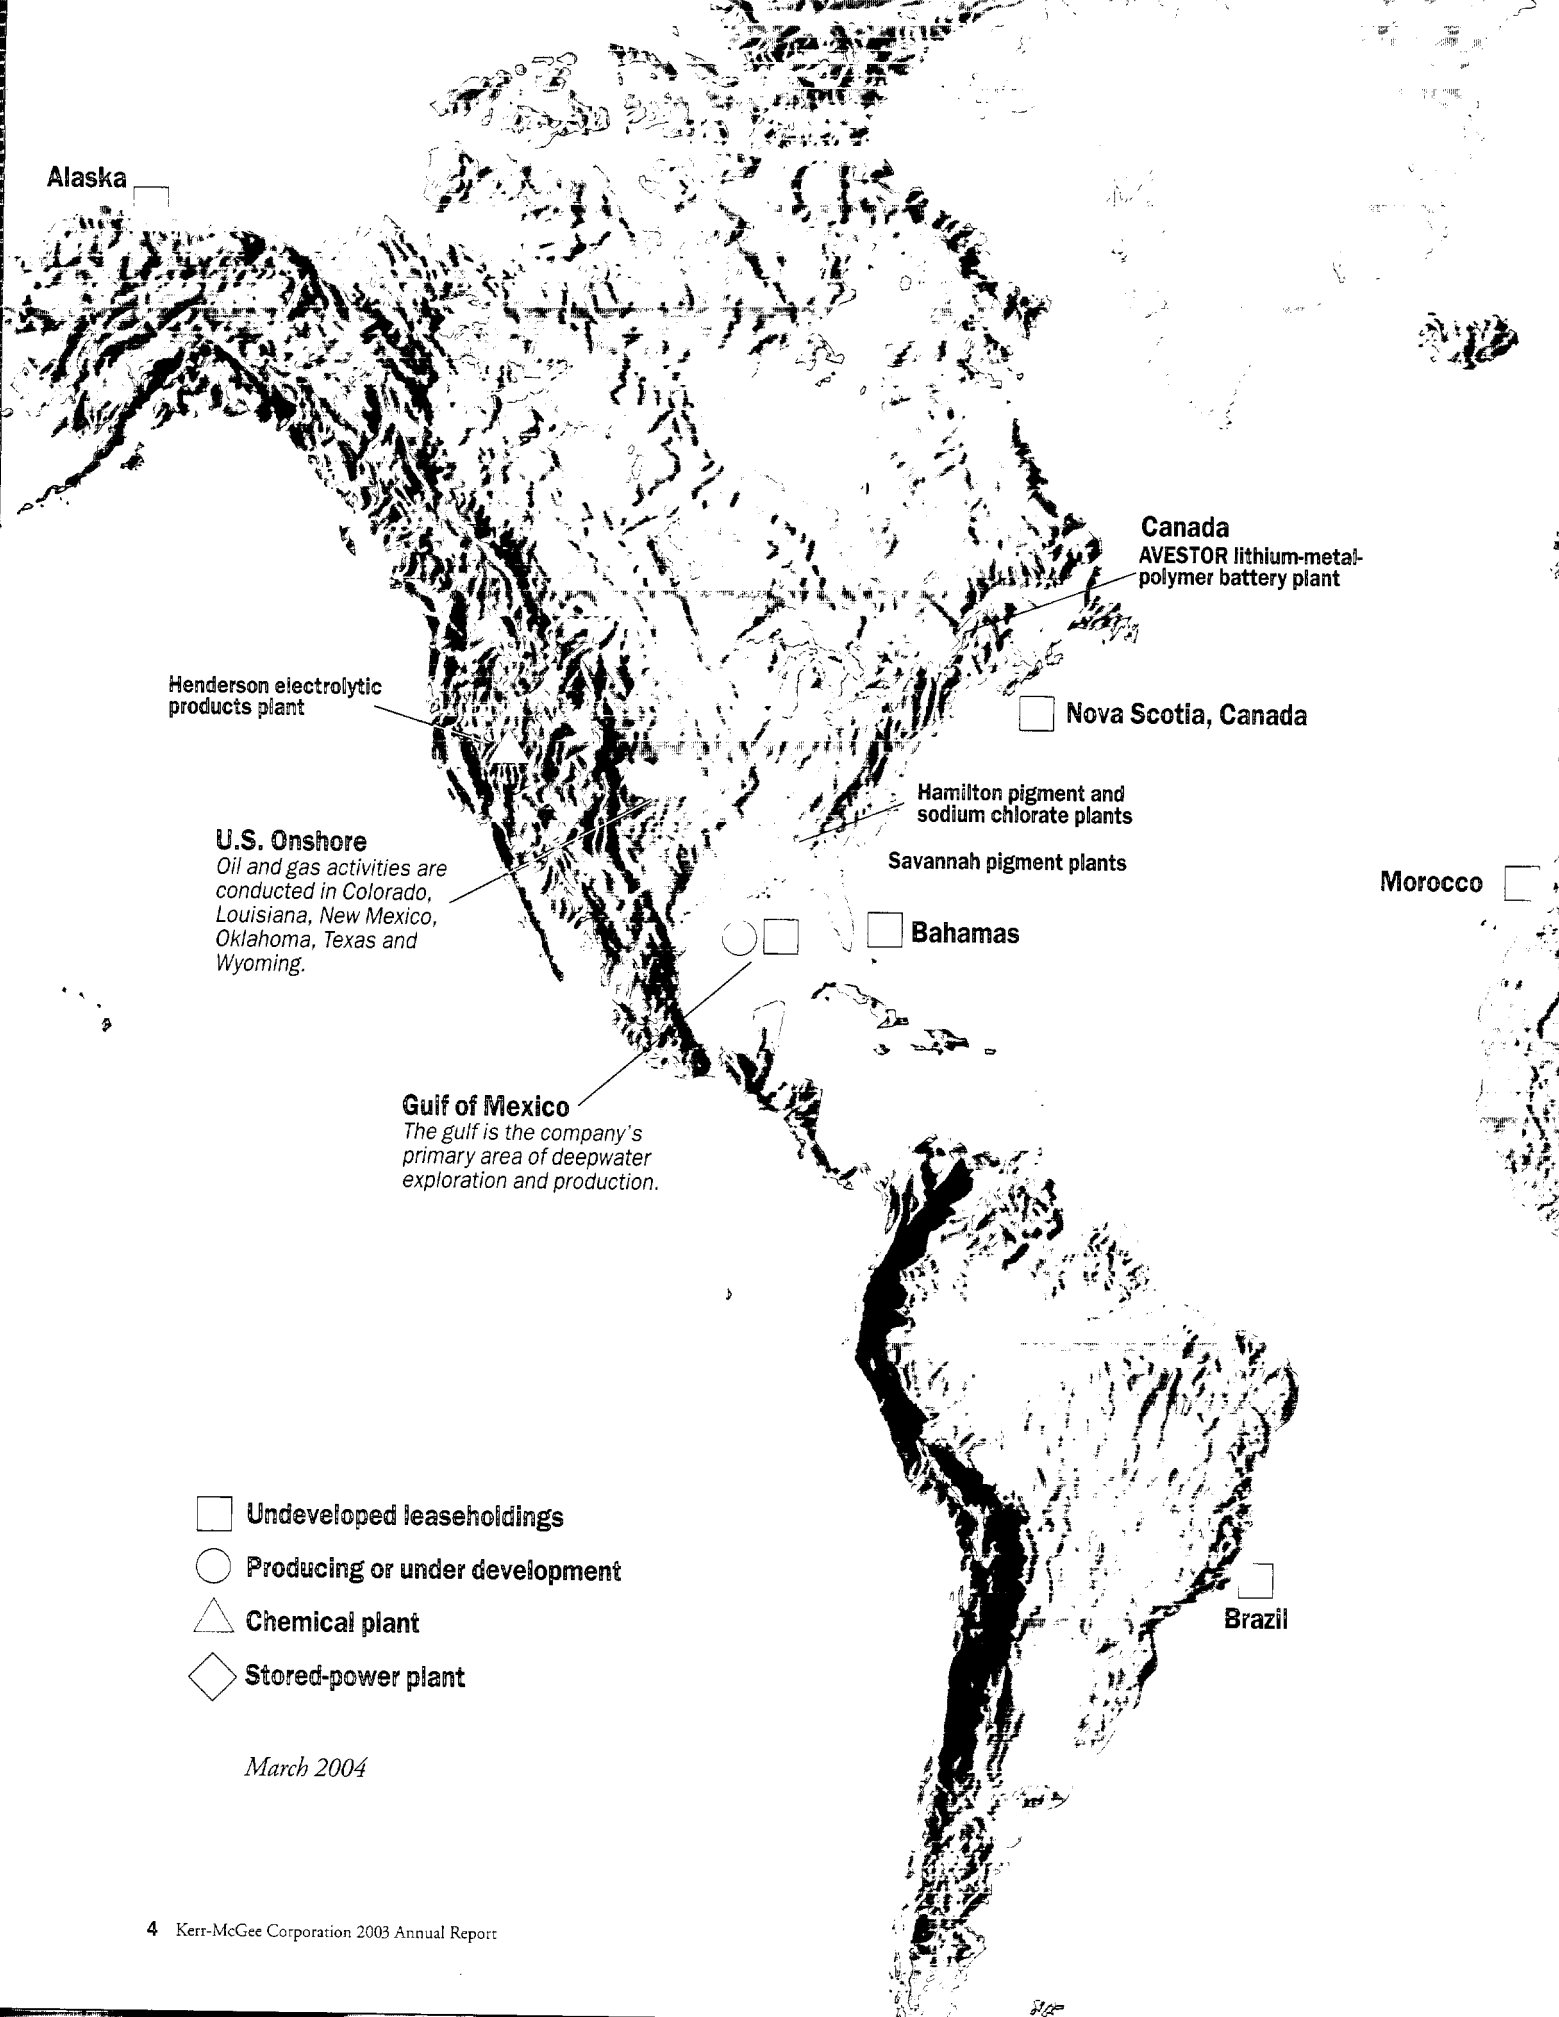 Alaska
Canada
AVESTOR lithium-metal-
polymer battery plant
Henderson electrolytic
products plant
Nova Scotia, Canada
Hamilton pigment and
sodium chlorate plants
U.S. Onshore
Oil and gas activities are
conducted in Colorado,
Louisiana, New Mexico,
Oklahoma, Texas and
Wyoming.
Savannah pigment plants
Morocco
Bahamas
Gulf of Mexico
The gulf is the company's
primary area of deepwater
exploration and production.
Undeveloped leaseholdings
Producing or under development
Chemical plant
Stored-power plant
Brazil
March 2004
4 Kerr-McGee Corporation 2003 Annual Report